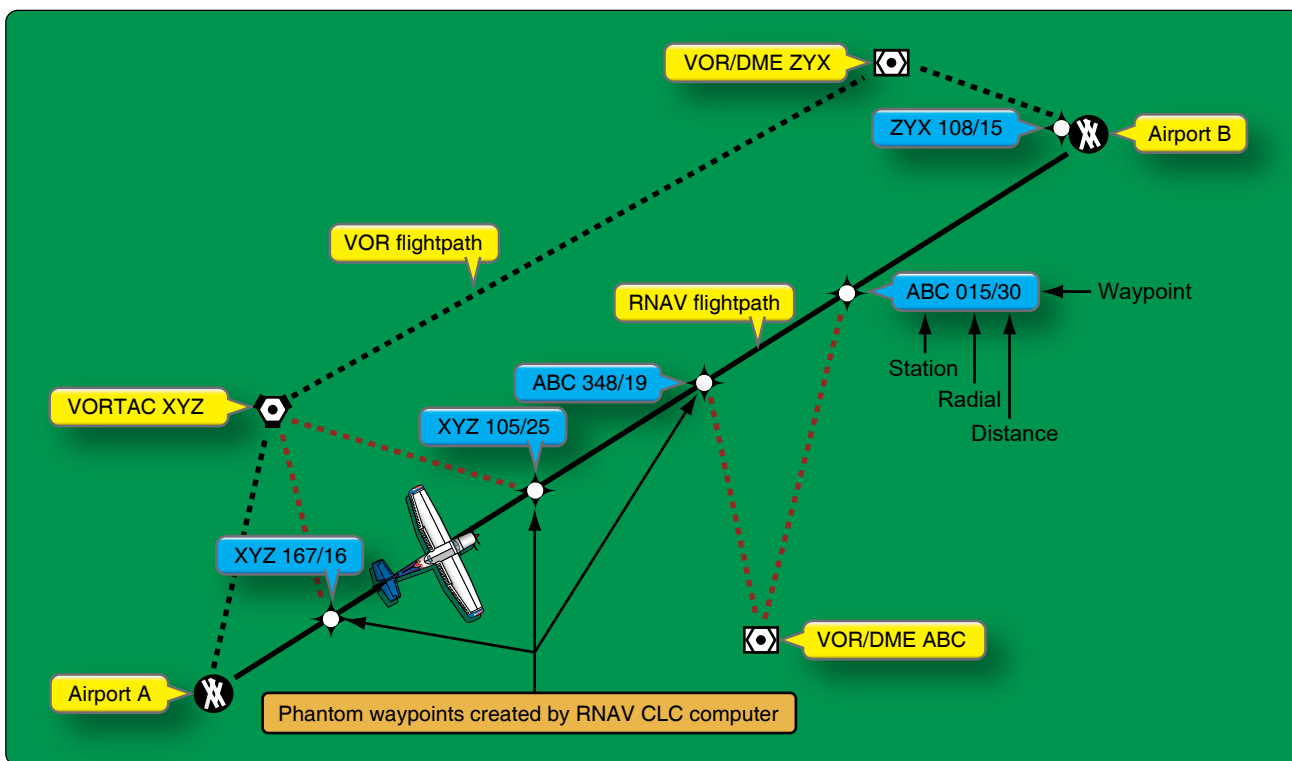 VOR/DME ZYX
ZYX 108/15
Airport B
VOR flightpath
RNAV flightpath
ABC 015/30
Waypoint
Station
Radial
Distance
ABC 348/19
VORTAC XYZ
XYZ 105/25
XYZ 167/16
VOR/DME ABC
Airport A
Phantom waypoints created by RNAV CLC computer